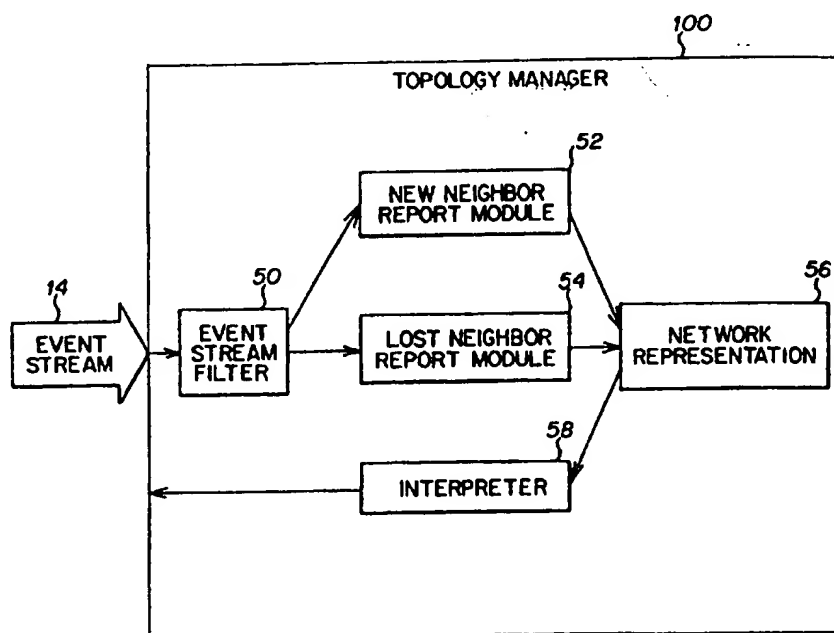 100
TOPOLOGY MANAGER
52
NEW NEIGHBOR
REPORT MODULE
14
EVENT
STREAM
50
EVENT
STREAM
FILTER
54
LOST NEIGHBOR
REPORT MODULE
56
NETWORK
REPRESENTATION
58
INTERPRETER